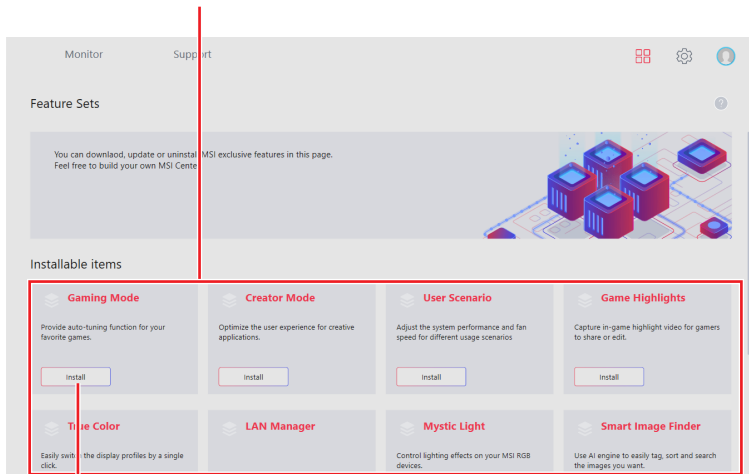 Monitor
Support
Feature Sets
?
You can downlaod, update or uninstall MSI exclusive features in this page.
Feel free to build your own MSI Center
Installable items
Gaming Mode
Provide auto-tuning function for your
favorite games.
Install
Creator Mode
Optimize the user experience for creative
applications.
Install
User Scenario
Adjust the system performance and fan
speed for different usage scenarios
Install
Game Highlights
Capture in-game highlight video for gamers
to share or edit.
Install
True Color
Easily switch the display profiles by a single
click.
LAN Manager
Mystic Light
Control lighting effects on your MSI RGB
devices.
Smart Image Finder
Use AI engine to easily tag, sort and search
the images you want.